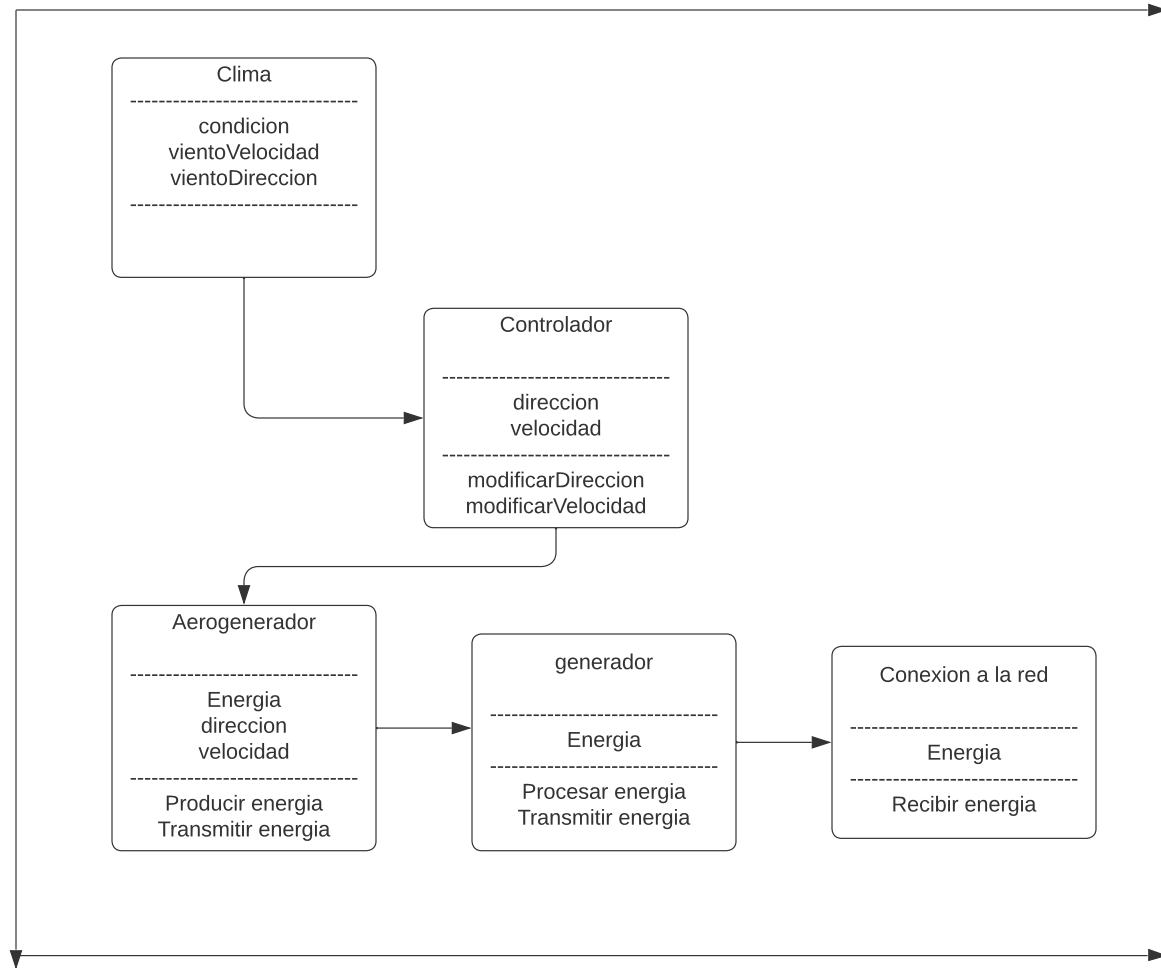 Clima
--------------------------------
condicion
vientoVelocidad
vientoDireccion
--------------------------------
Controlador
--------------------------------
direccion
velocidad
--------------------------------
modificarDireccion
modificarVelocidad
Aerogenerador
--------------------------------
Energia
direccion
velocidad
--------------------------------
Producir energia
Transmitir energia
generador
--------------------------------
Energia
--------------------------------
Procesar energia
Transmitir energia
Conexion a la red
--------------------------------
Energia
--------------------------------
Recibir energia